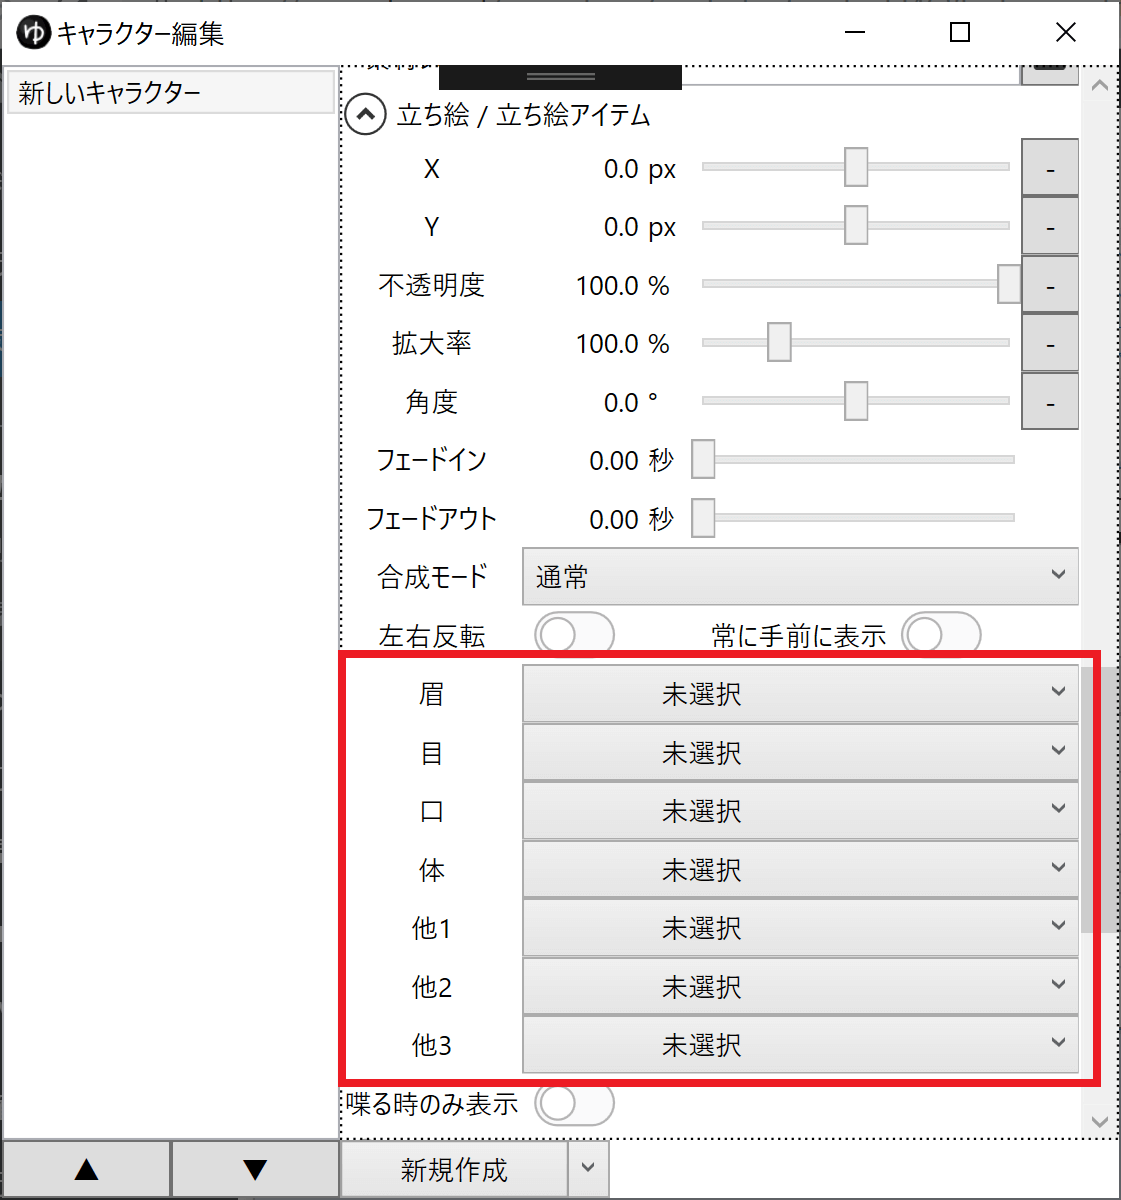 キャラクター編集
新しいキャラクター
立ち絵 / 立ち絵アイテム
X 0.0 px -
Y 0.0 px -
不透明度 100.0 % -
拡大率 100.0 % -
角度 0.0 ° -
フェードイン 0.00 秒
フェードアウト 0.00 秒
合成モード 通常
左右反転 常に手前に表示
眉 未選択
目 未選択
口 未選択
体 未選択
他1 未選択
他2 未選択
他3 未選択
喋る時のみ表示
▲ ▼ 新規作成